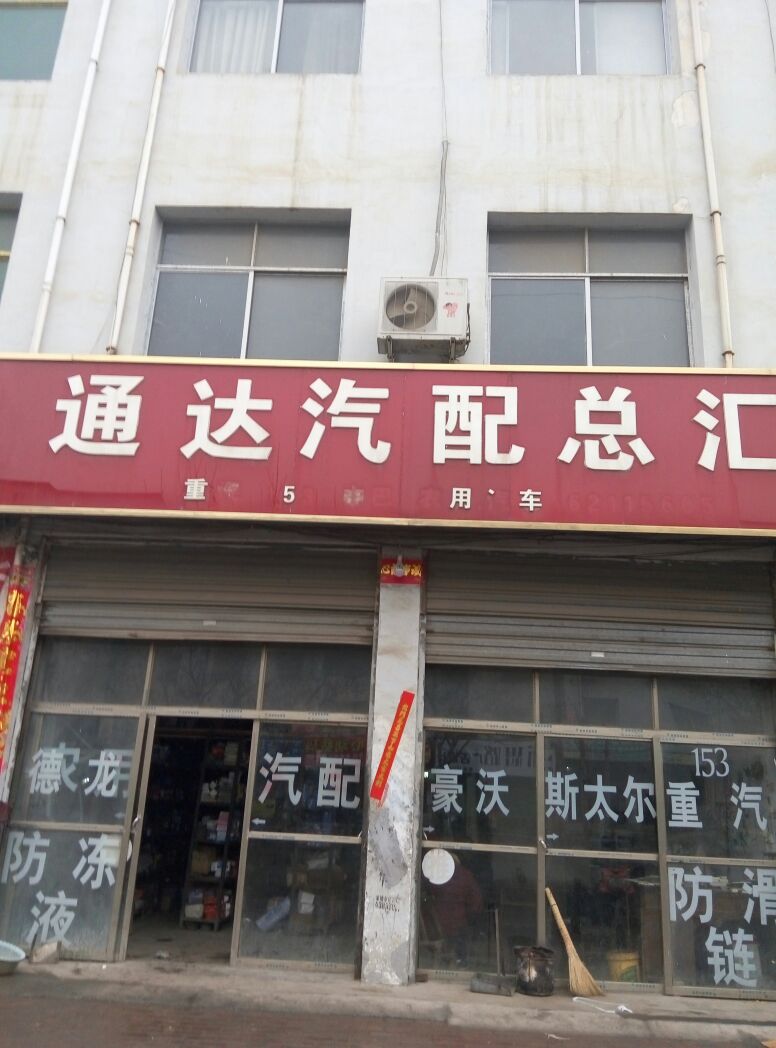 通达汽配总汇
重 5 用 车
德龙
汽配
豪沃
斯太尔
153
重汽
防冻
液
防滑
链